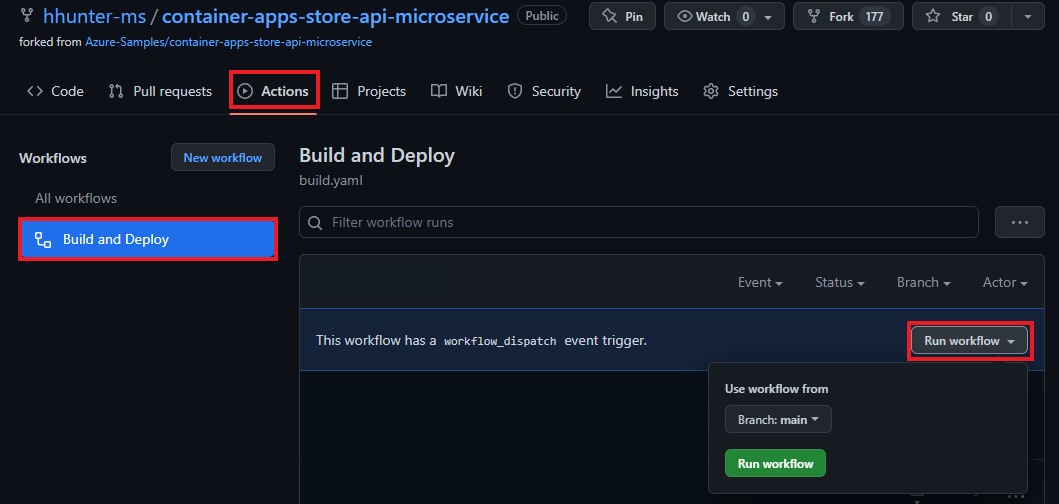 hhunter-ms / container-apps-store-api-microservice Public Pin Watch 0 Fork 177 Star 0
forked from Azure-Samples/container-apps-store-api-microservice
Code Pull requests Actions Projects Wiki Security Insights Settings
Workflows New workflow
All workflows
Build and Deploy
Build and Deploy
build.yaml
Filter workflow runs
Event Status Branch Actor
This workflow has a workflow_dispatch event trigger. Run workflow
Use workflow from
Branch: main
Run workflow